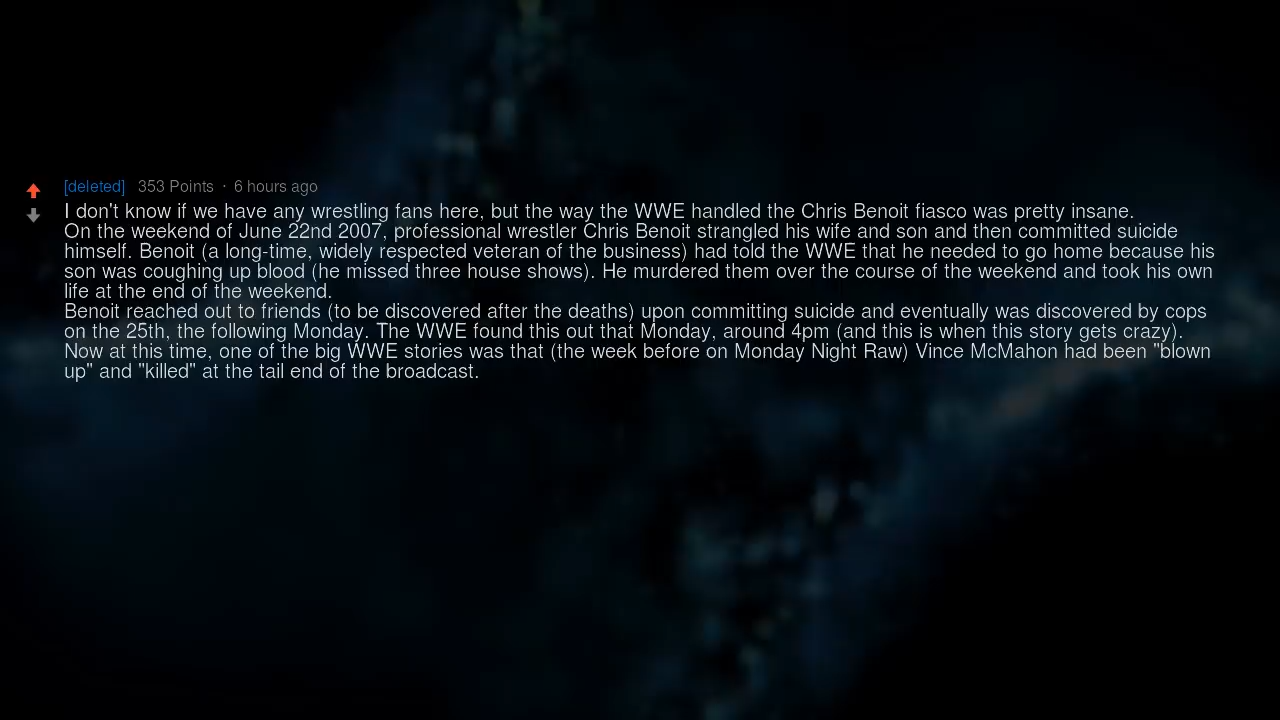 [deleted] 353 Points · 6 hours ago
I don't know if we have any wrestling fans here, but the way the WWE handled the Chris Benoit fiasco was pretty insane.
On the weekend of June 22nd 2007, professional wrestler Chris Benoit strangled his wife and son and then committed suicide
himself. Benoit (a long-time, widely respected veteran of the business) had told the WWE that he needed to go home because his
son was coughing up blood (he missed three house shows). He murdered them over the course of the weekend and took his own
life at the end of the weekend.
Benoit reached out to friends (to be discovered after the deaths) upon committing suicide and eventually was discovered by cops
on the 25th, the following Monday. The WWE found this out that Monday, around 4pm (and this is when this story gets crazy).
Now at this time, one of the big WWE stories was that (the week before on Monday Night Raw) Vince McMahon had been "blown
up" and "killed" at the tail end of the broadcast.